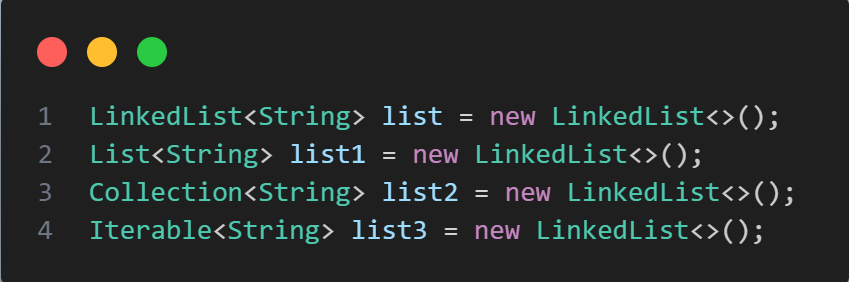 1 LinkedList<String> list = new LinkedList<>();
2 List<String> list1 = new LinkedList<>();
3 Collection<String> list2 = new LinkedList<>();
4 Iterable<String> list3 = new LinkedList<>();